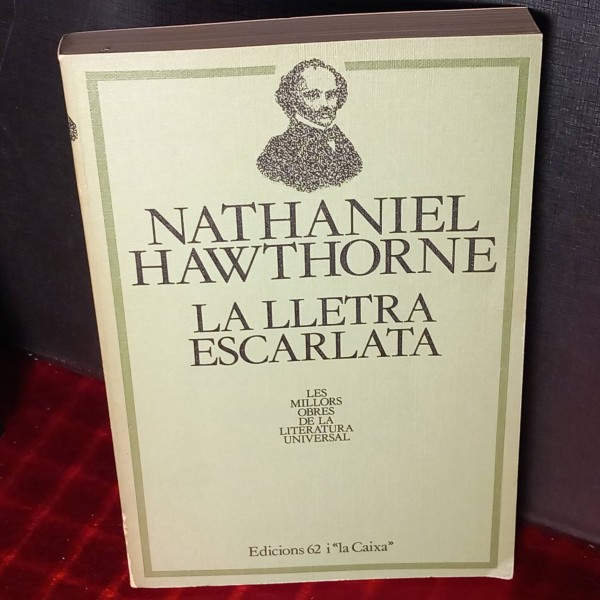 NATHANIEL
HAWTHORNE
LA LLETRA
ESCARLATA
LES
MILLORS
OBRES
DE LA
LITERATURA
UNIVERSAL
Edicions 62 i "la Caixa"